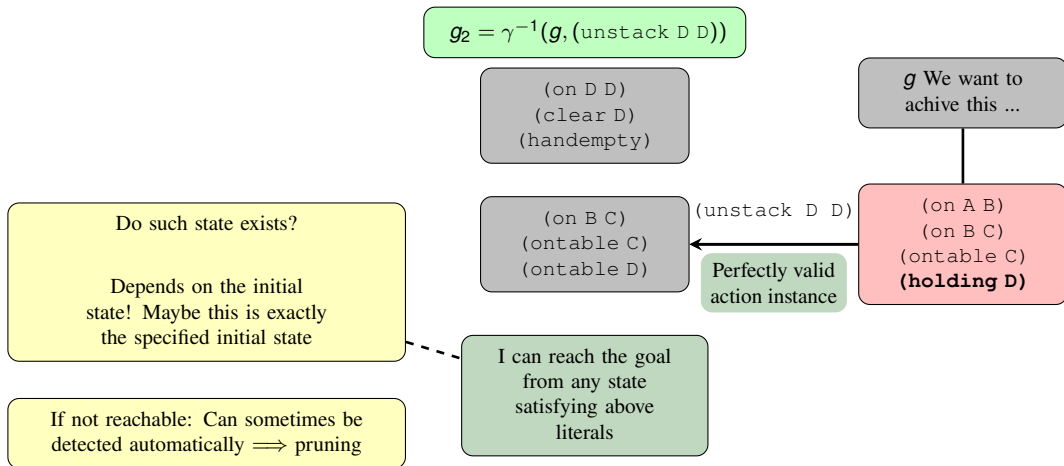 g₂ = γ⁻¹(g, (unstack D D))
(on D D)
(clear D)
(handempty)
g We want to
achive this ...
(on B C)
(ontable C)
(ontable D)
(unstack D D)
Perfectly valid
action instance
(on A B)
(on B C)
(ontable C)
(holding D)
Do such state exists?
Depends on the initial
state! Maybe this is exactly
the specified initial state
I can reach the goal
from any state
satisfying above
literals
If not reachable: Can sometimes be
detected automatically ⟹ pruning